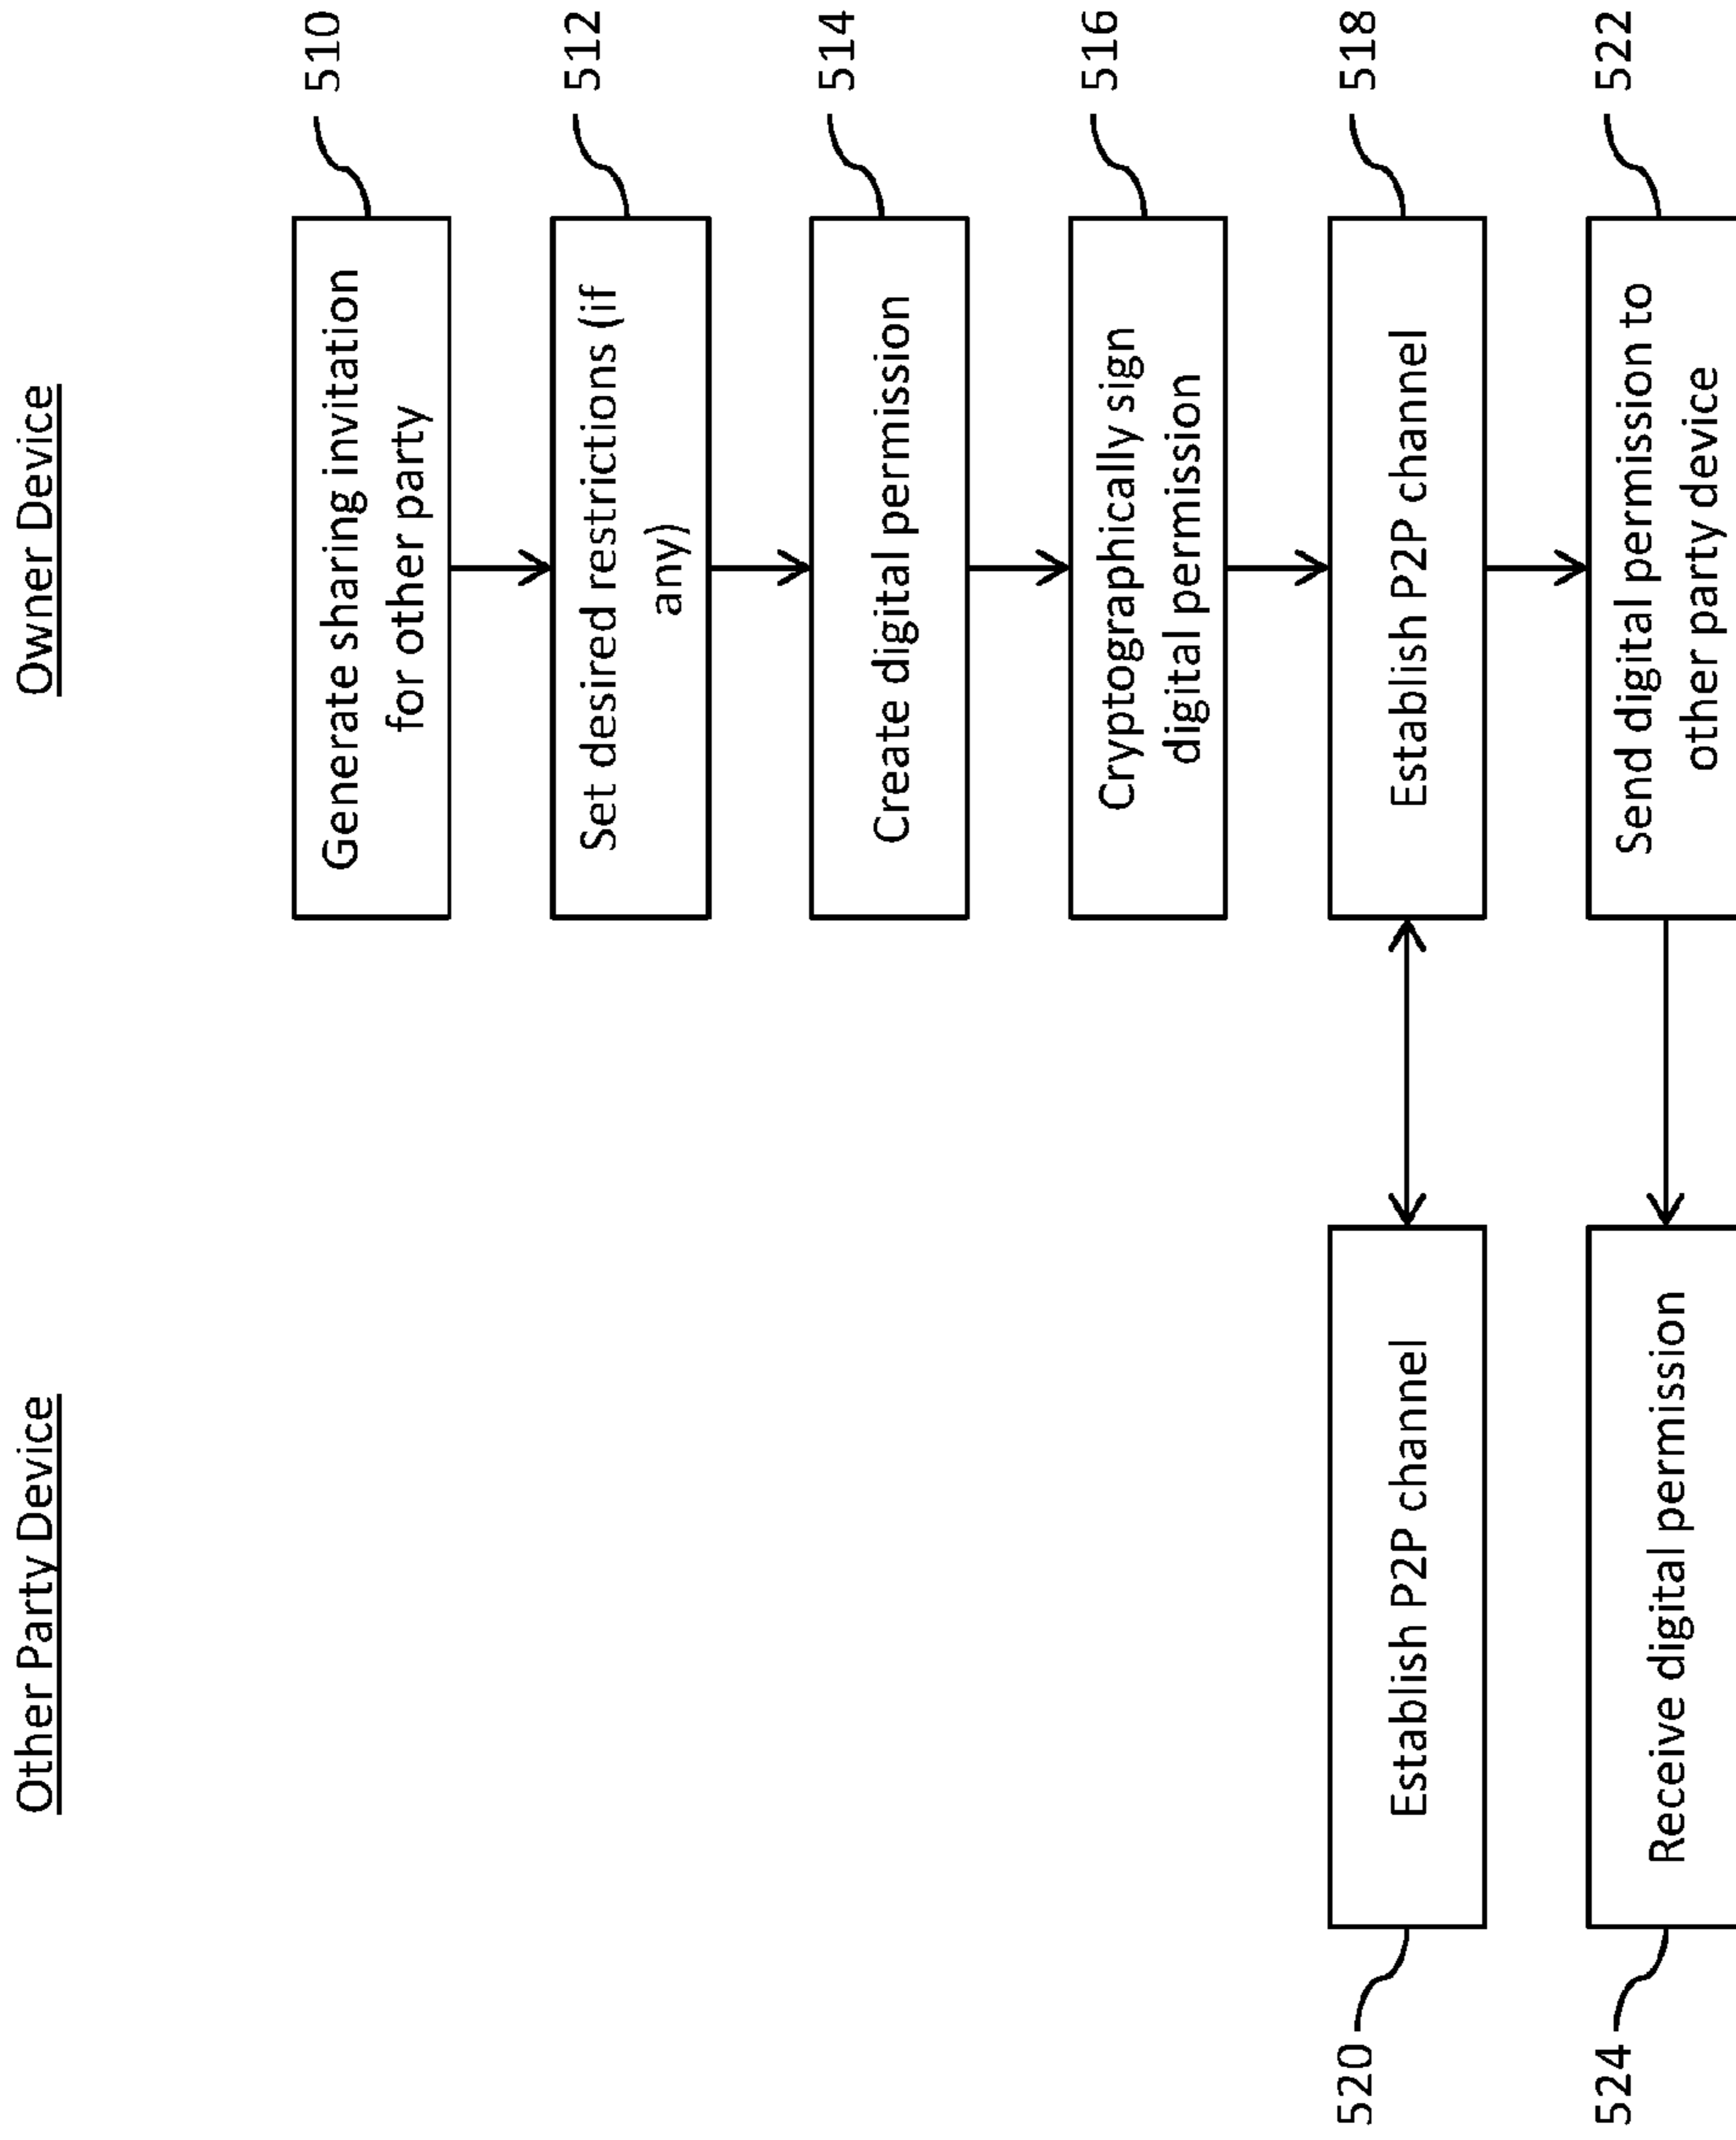 Other Party Device
Owner Device
Generate sharing invitation
for other party
510
Set desired restrictions (if
any)
512
Create digital permission
514
Cryptographically sign
digital permission
516
520
Establish P2P channel
Establish P2P channel
518
524
Receive digital permission
Send digital permission to
other party device
522